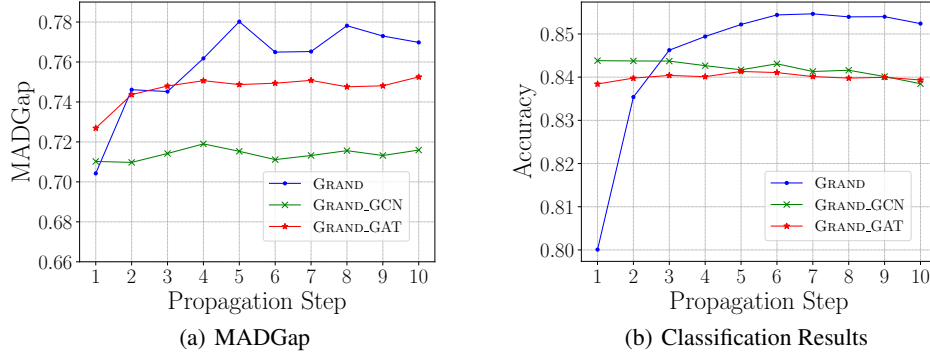 MADGap
0.78
0.76
0.74
0.72
0.70
0.68
0.66
GRAND
GRAND_GCN
GRAND_GAT
1 2 3 4 5 6 7 8 9 10
Propagation Step
(a) MADGap
Accuracy
0.85
0.84
0.83
0.82
0.81
0.80
GRAND
GRAND_GCN
GRAND_GAT
1 2 3 4 5 6 7 8 9 10
Propagation Step
(b) Classification Results